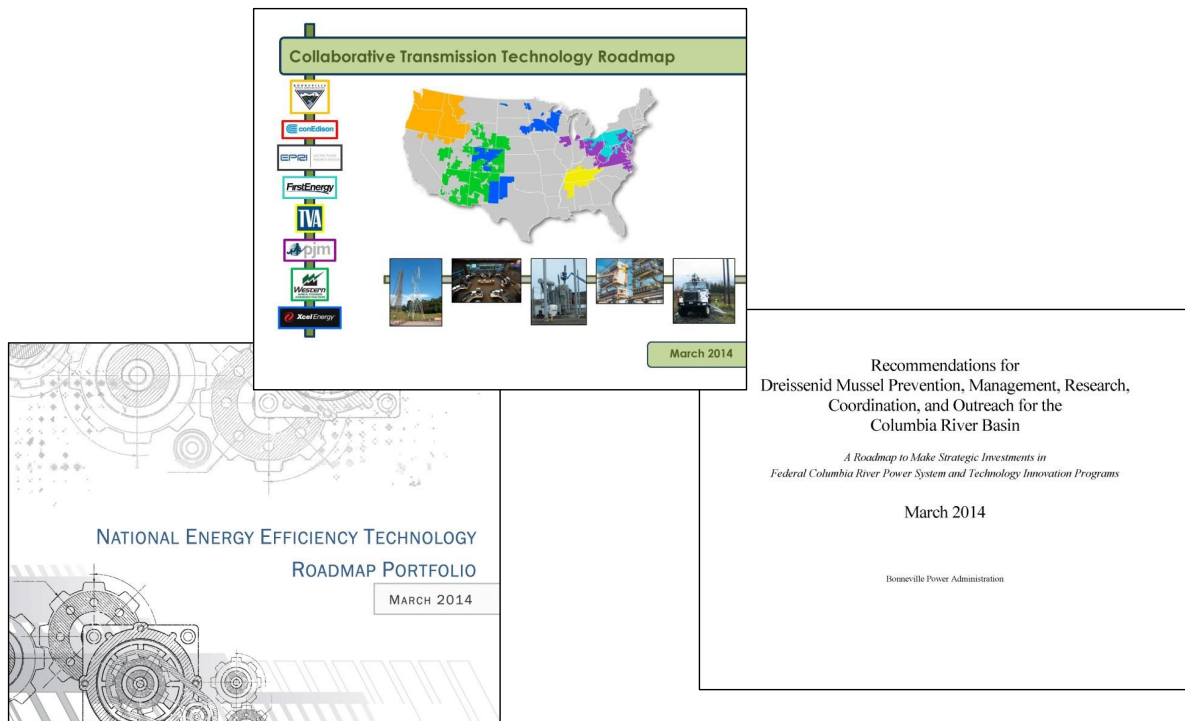 Collaborative Transmission Technology Roadmap
BONNEVILLE
conEdison
EPRI
FirstEnergy
TVA
pjm
WESTERN
Xcel Energy
March 2014
NATIONAL ENERGY EFFICIENCY TECHNOLOGY
ROADMAP PORTFOLIO
MARCH 2014
Recommendations for
Dreissenid Mussel Prevention, Management, Research,
Coordination, and Outreach for the
Columbia River Basin
A Roadmap to Make Strategic Investments in
Federal Columbia River Power System and Technology Innovation Programs
March 2014
Bonneville Power Administration